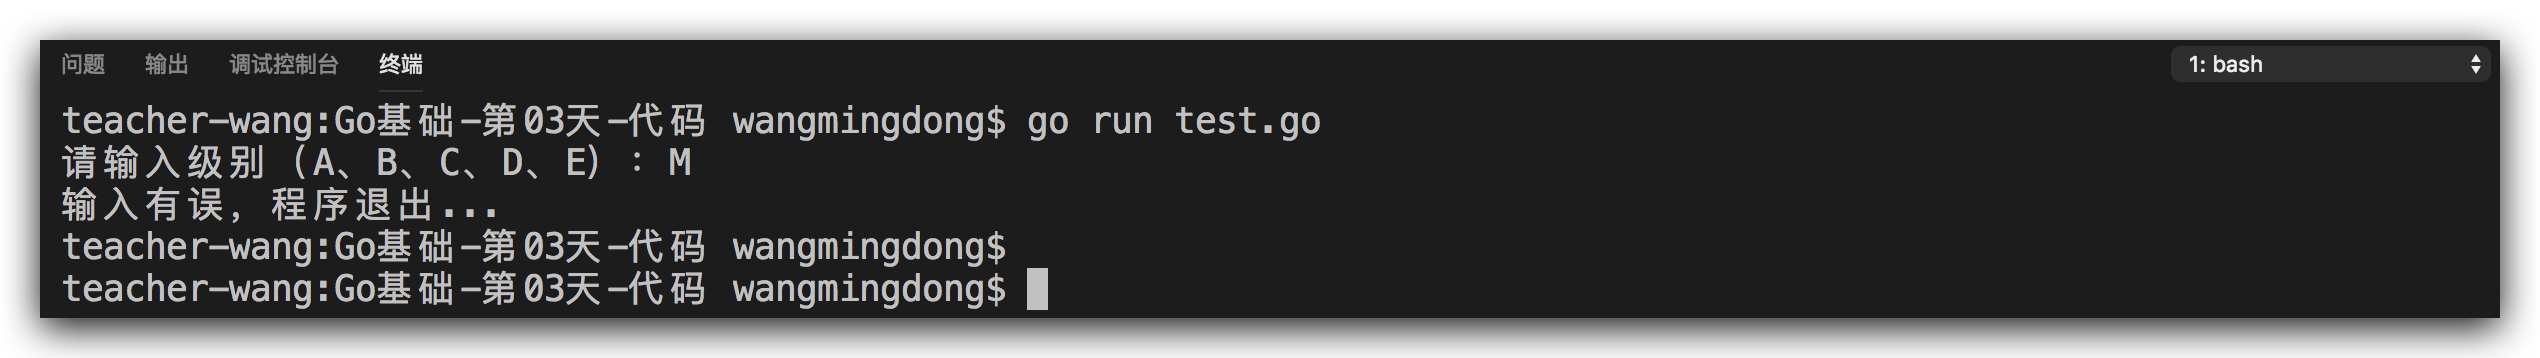 问题 输出 调试控制台 终端 1: bash
teacher-wang:Go基础-第03天-代码 wangmingdong$ go run test.go
请输入级别（A、B、C、D、E）：M
输入有误，程序退出...
teacher-wang:Go基础-第03天-代码 wangmingdong$
teacher-wang:Go基础-第03天-代码 wangmingdong$